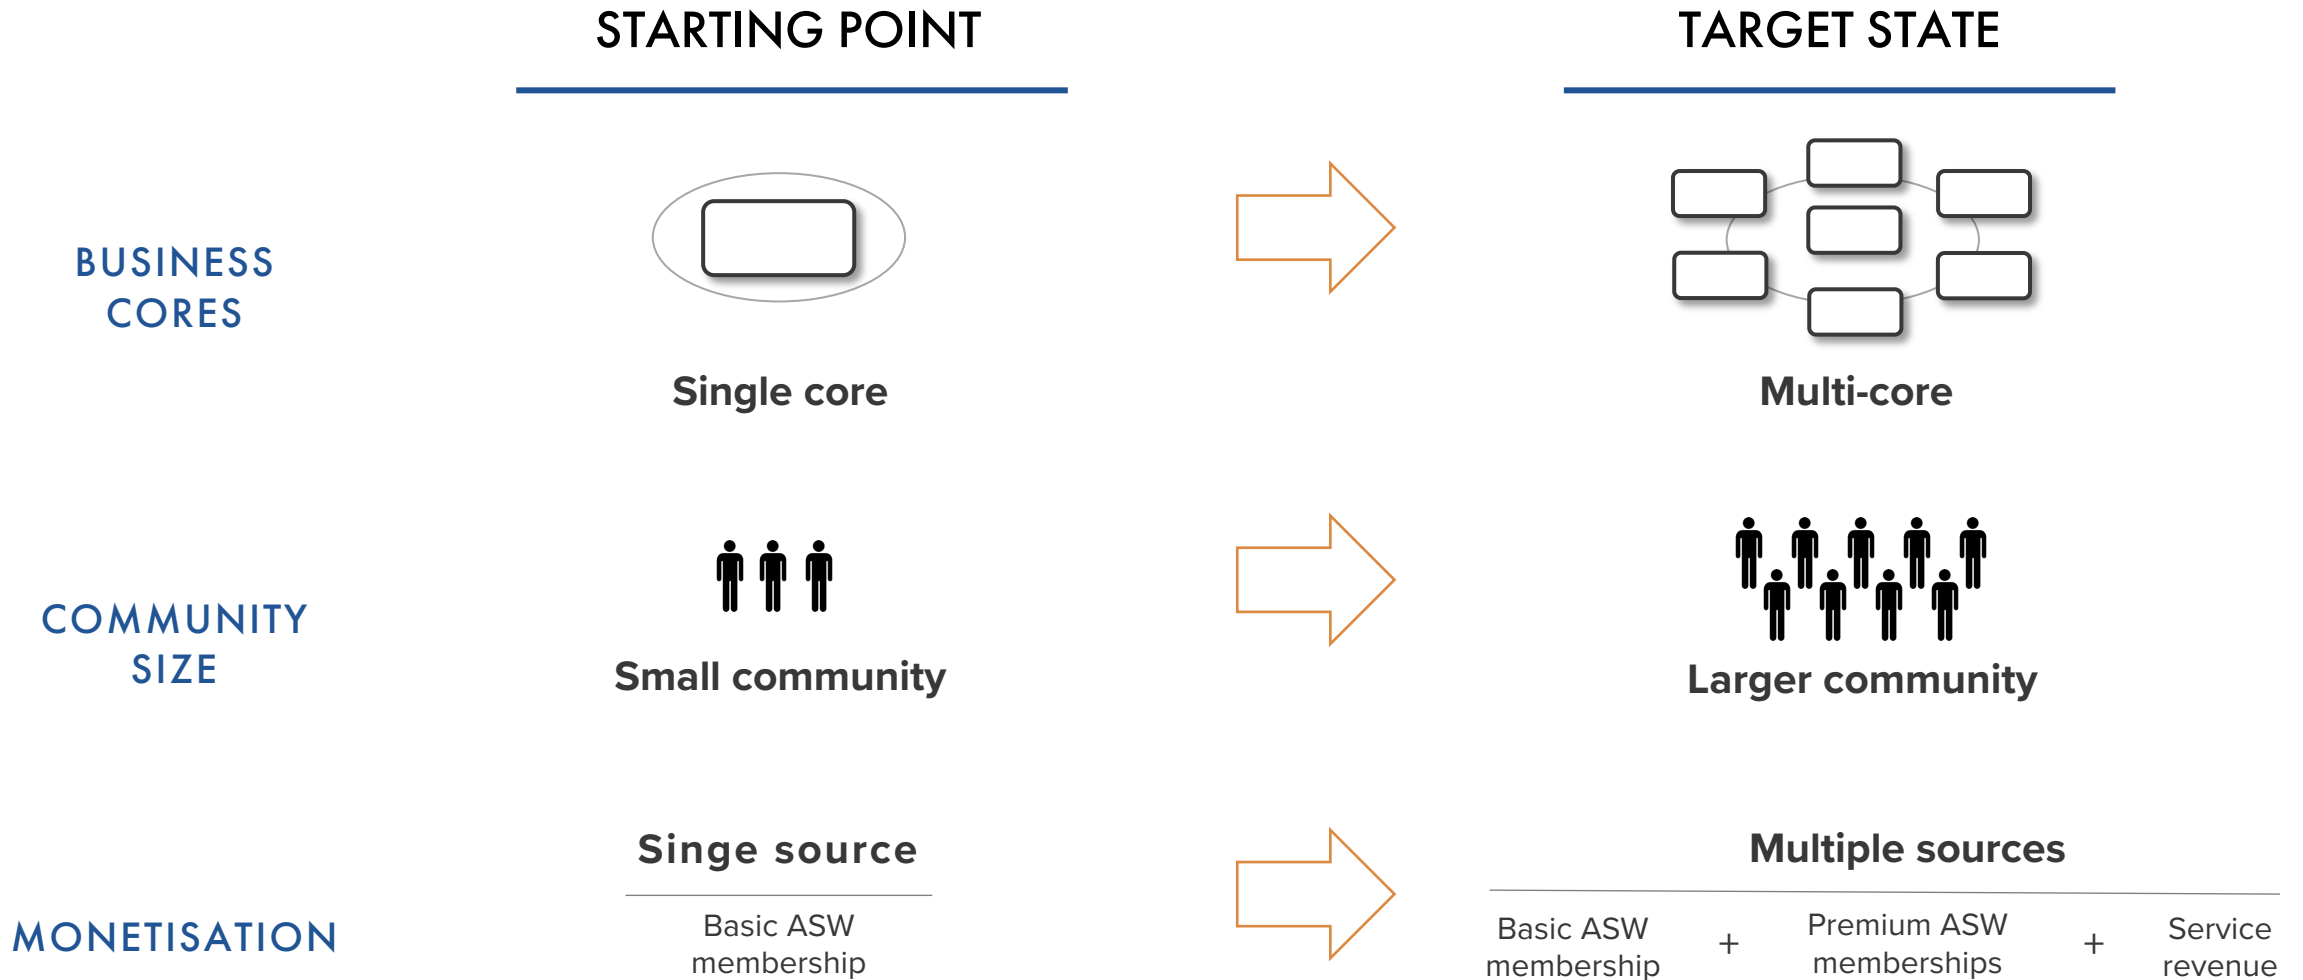 STARTING POINT
TARGET STATE
BUSINESS
CORES
Single core
Multi-core
COMMUNITY
SIZE
Small community
Larger community
MONETISATION
Singe source
Basic ASW
membership
Multiple sources
Basic ASW
membership
+
Premium ASW
memberships
+
Service
revenue